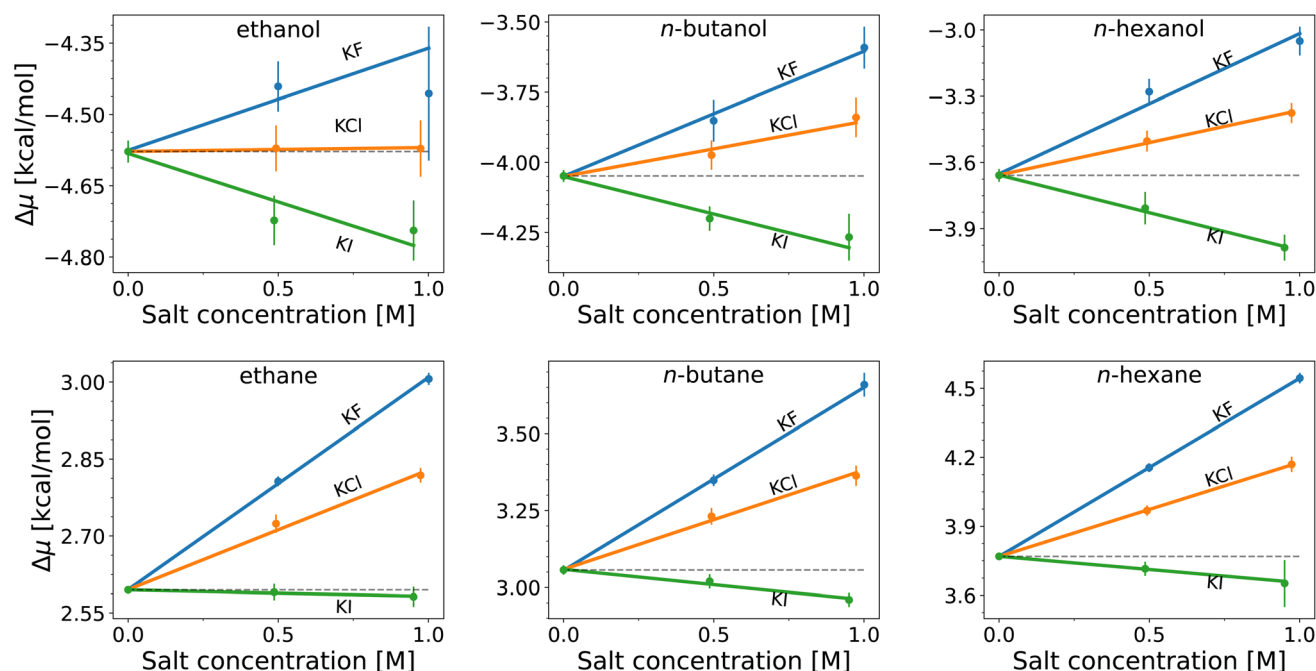 ethanol
Δμ [kcal/mol]
−4.35
−4.50
−4.65
−4.80
KF
KCl
KI
0.0 0.5 1.0
Salt concentration [M]
n-butanol
−3.50
−3.75
−4.00
−4.25
KF
KCl
KI
0.0 0.5 1.0
Salt concentration [M]
n-hexanol
−3.0
−3.3
−3.6
−3.9
KF
KCl
KI
0.0 0.5 1.0
Salt concentration [M]
ethane
Δμ [kcal/mol]
3.00
2.85
2.70
2.55
KF
KCl
KI
0.0 0.5 1.0
Salt concentration [M]
n-butane
3.50
3.25
3.00
KF
KCl
KI
0.0 0.5 1.0
Salt concentration [M]
n-hexane
4.5
4.2
3.9
3.6
KF
KCl
KI
0.0 0.5 1.0
Salt concentration [M]